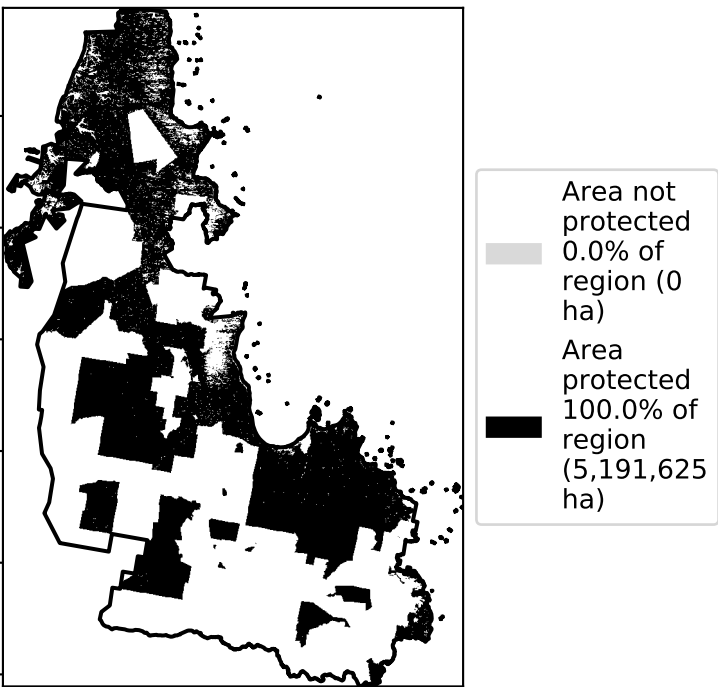 Area not
protected
0.0% of
region (0
ha)
Area
protected
100.0% of
region
(5,191,625
ha)